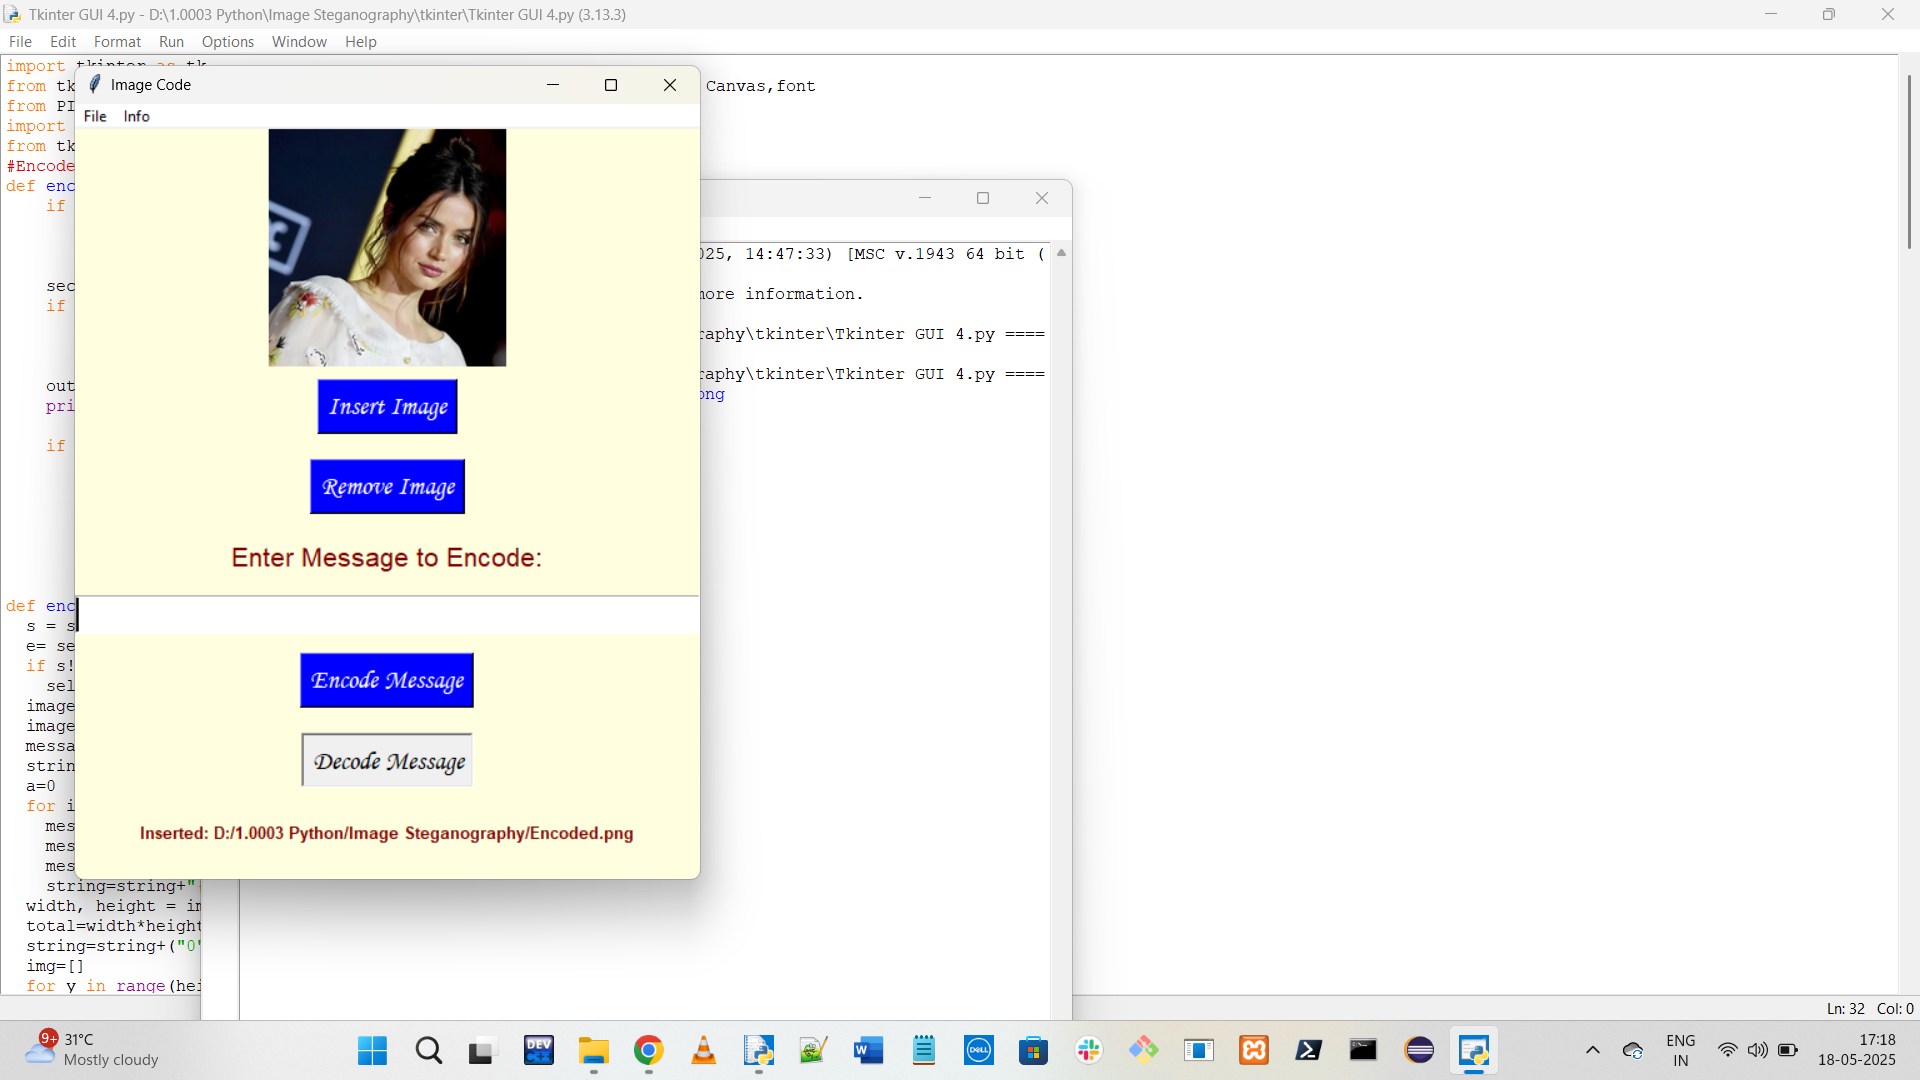 Tkinter GUI 4.py - D:\1.0003 Python\Image Steganography\tkinter\Tkinter GUI 4.py (3.13.3)
File Edit Format Run Options Window Help
import tkinter as tk
from tk
Canvas,font
from PI
import
from tk
#Encode
def enc
if
sec
if
out
pri
if
def enc
s = s
e= se
if s!
sel
image
image
messa
strin
a=0
for i
mes
mes
mes
string=string+"
width, height = im
total=width*height
string=string+("0"
img=[]
for y in range(hei
Image Code
File Info
Insert Image
Remove Image
Enter Message to Encode:
Encode Message
Decode Message
Inserted: D:/1.0003 Python/Image Steganography/Encoded.png
025, 14:47:33) [MSC v.1943 64 bit (
more information.
raphy\tkinter\Tkinter GUI 4.py ====
raphy\tkinter\Tkinter GUI 4.py ====
png
Ln: 32 Col: 0
9+
31°C
Mostly cloudy
DEV
C++
DELL
ENG
IN
17:18
18-05-2025